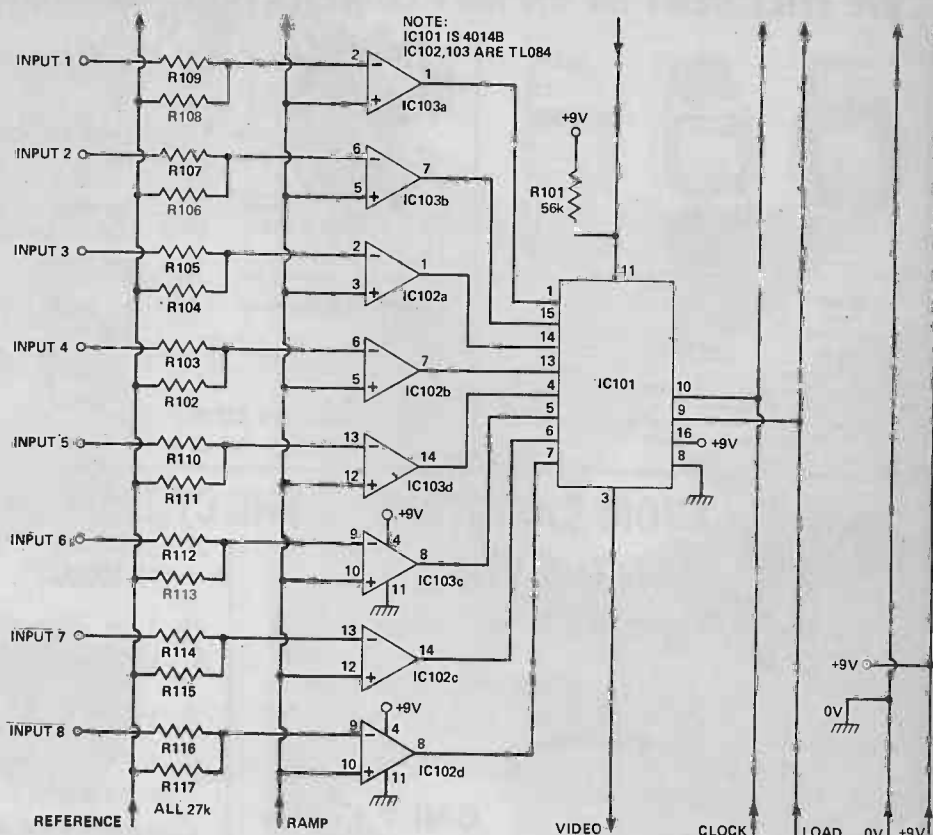 NOTE:
IC101 IS 4014B
IC102,103 ARE TL084
INPUT 1
R109
R108
2
1
+
IC103a
INPUT 2
R107
R106
6
5
7
+
IC103b
INPUT 3
R105
R104
2
3
1
+
IC102a
INPUT 4
R103
R102
6
5
7
+
IC102b
INPUT 5
R110
R111
13
12
14
+
IC103d
INPUT 6
R112
R113
9
10
+9V
4
8
11
+
IC103c
INPUT 7
R114
R115
13
12
14
+
IC102c
INPUT 8
R116
R117
ALL 27k
9
10
+9V
4
8
11
+
IC102d
+9V
R101
56k
11
1
15
14
13
4
5
6
7
IC101
10
9
16
+9V
8
3
+9V
0V
REFERENCE
RAMP
VIDEO
CLOCK
LOAD
0V
+9V